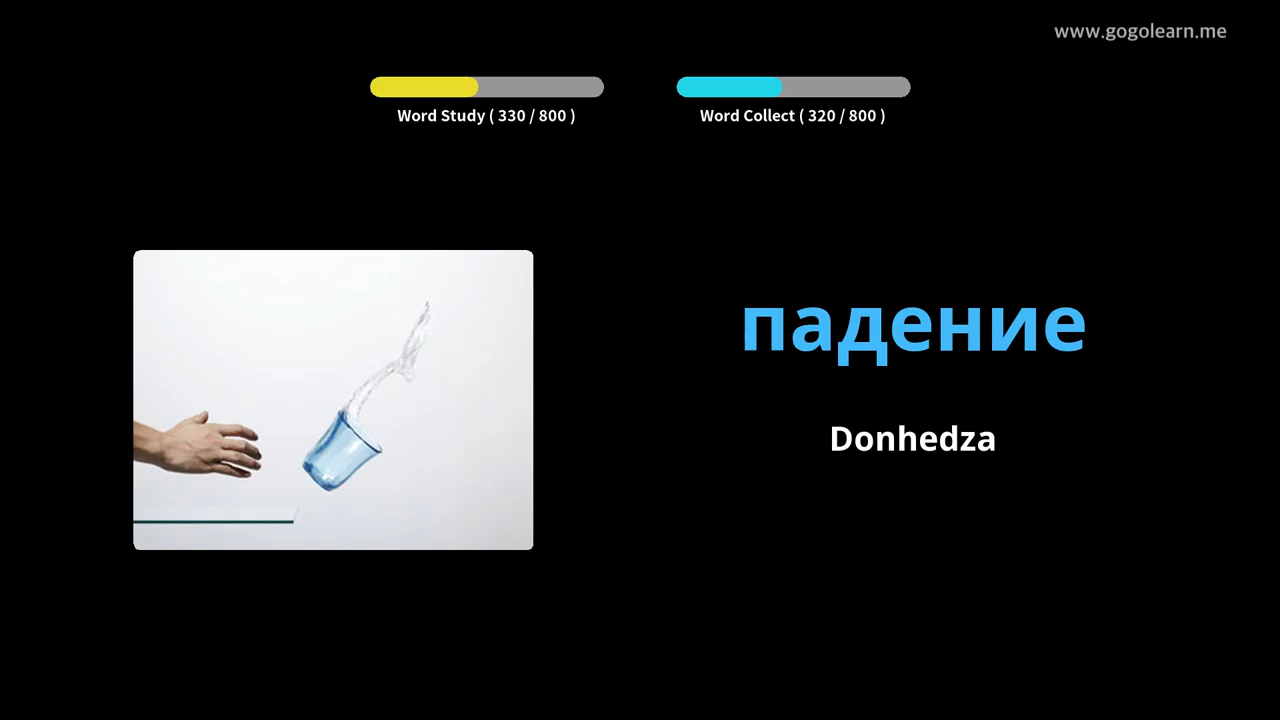 www.gogolearn.me
Word Study ( 330 / 800 )
Word Collect ( 320 / 800 )
падение
Donhedza